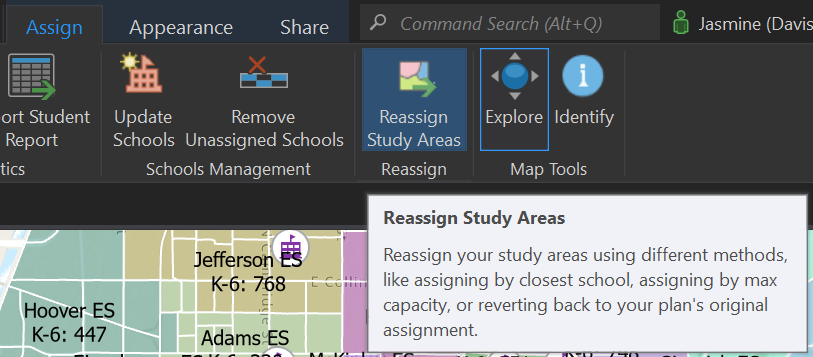 Assign Appearance Share Command Search (Alt+Q) Jasmine (Davis
ort Student Update Remove Reassign Explore Identify
Report Schools Unassigned Schools Study Areas
tics Schools Management Reassign Map Tools
Reassign Study Areas
Reassign your study areas using different methods,
like assigning by closest school, assigning by max
capacity, or reverting back to your plan's original
assignment.
Jefferson ES
K-6: 768
Hoover ES
K-6: 447
Adams ES